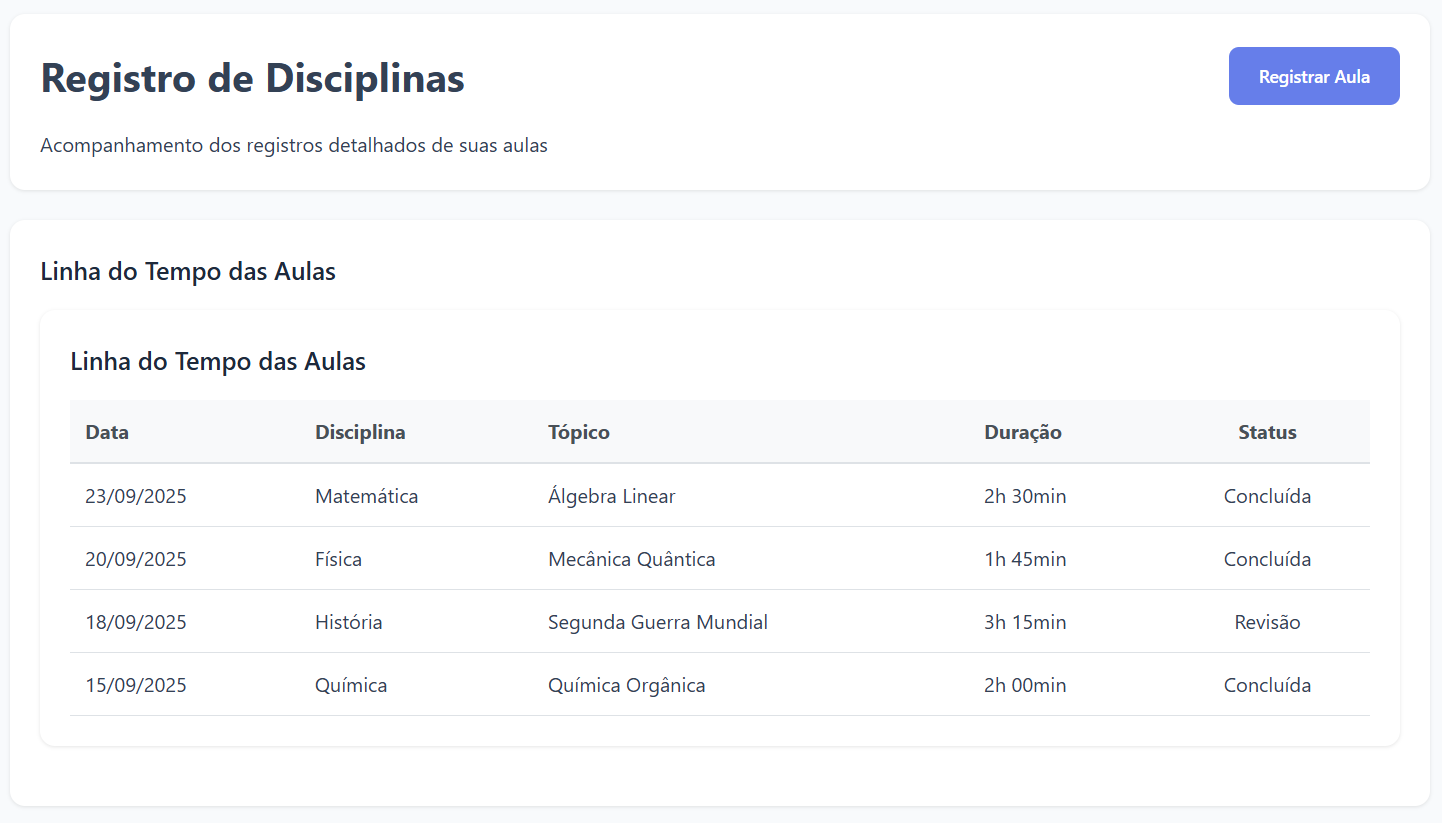 Registro de Disciplinas
Registrar Aula
Acompanhamento dos registros detalhados de suas aulas
Linha do Tempo das Aulas
Linha do Tempo das Aulas
Data Disciplina Tópico Duração Status
23/09/2025 Matemática Álgebra Linear 2h 30min Concluída
20/09/2025 Física Mecânica Quântica 1h 45min Concluída
18/09/2025 História Segunda Guerra Mundial 3h 15min Revisão
15/09/2025 Química Química Orgânica 2h 00min Concluída